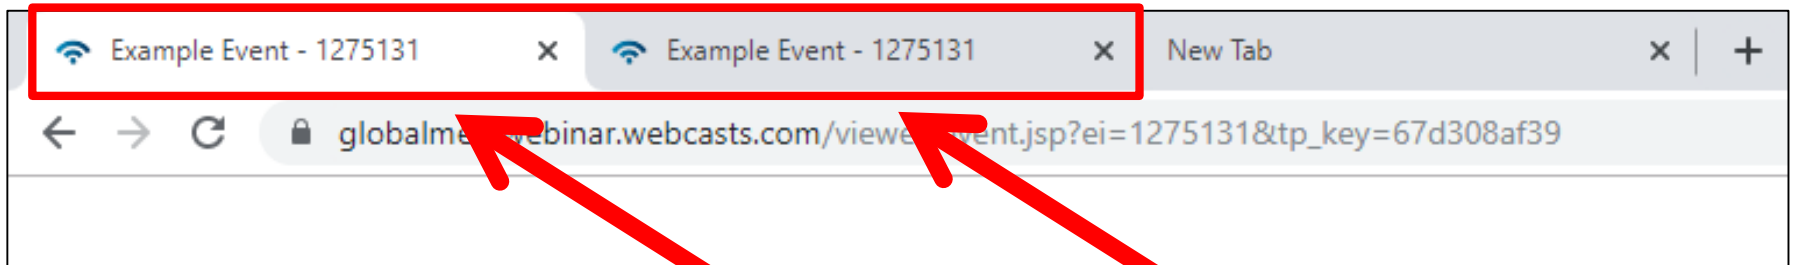 Example Event - 1275131 Example Event - 1275131 New Tab
globalme ebinar.webcasts.com/viewe ent.jsp?ei=1275131&tp_key=67d308af39